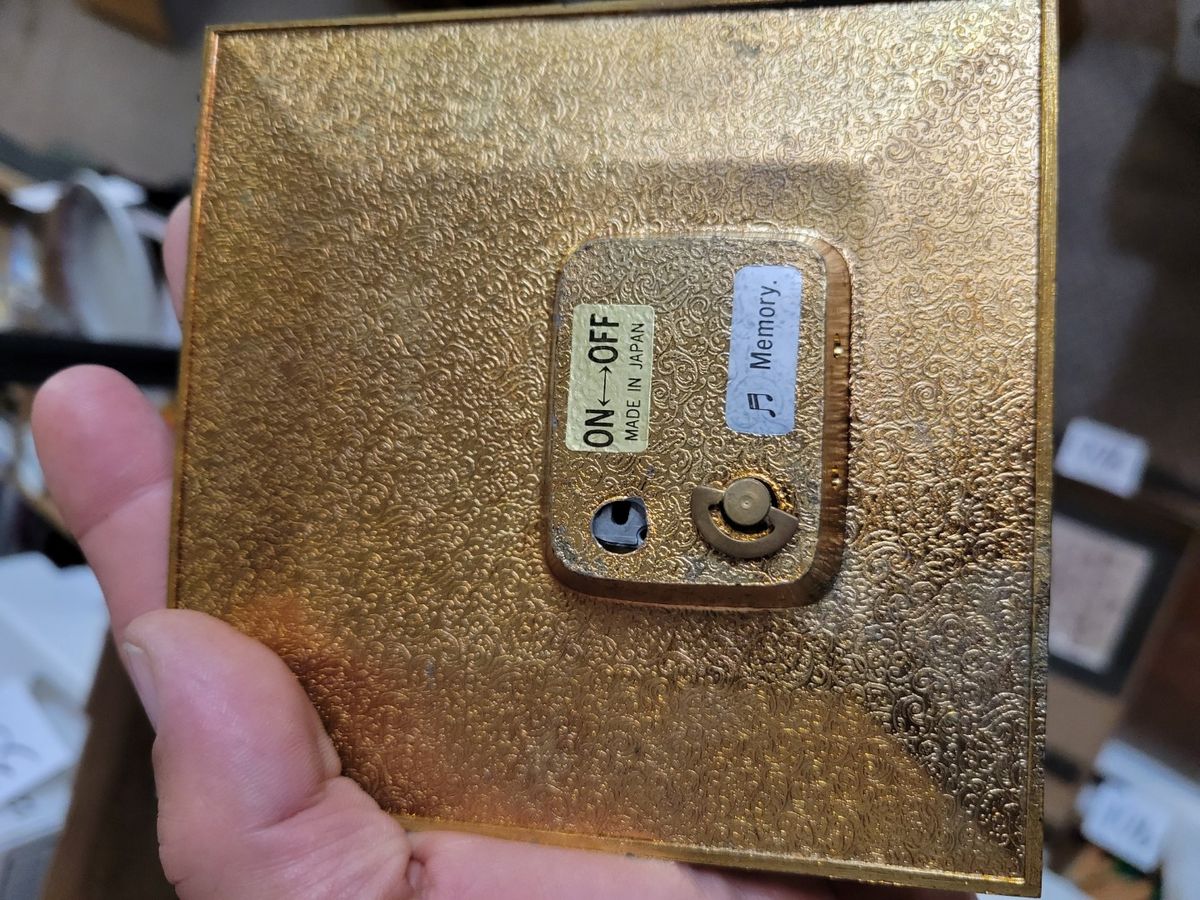 ON←→OFF
MADE IN JAPAN
♫ Memory.